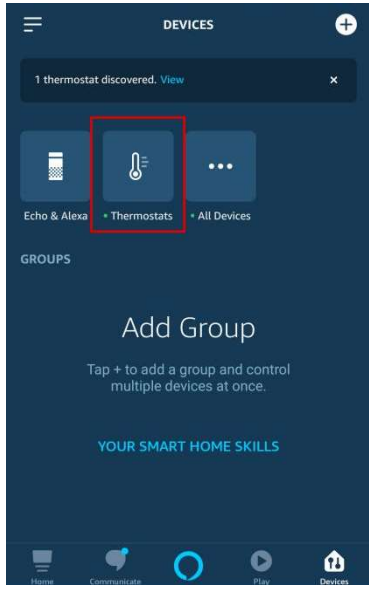 DEVICES
1 thermostat discovered. View
Echo & Alexa
Thermostats
All Devices
GROUPS
Add Group
Tap + to add a group and control
multiple devices at once.
YOUR SMART HOME SKILLS
Home
Communicate
Play
Devices